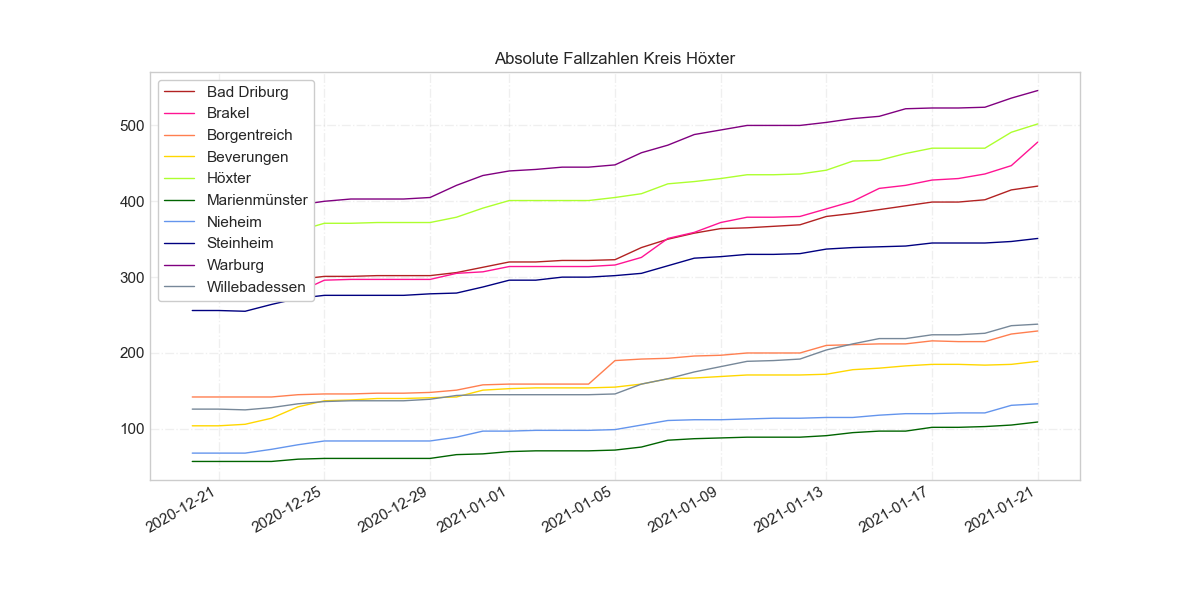 Absolute Fallzahlen Kreis Höxter
Bad Driburg
Brakel
Borgentreich
Beverungen
Höxter
Marienmünster
Nieheim
Steinheim
Warburg
Willebadessen
500
400
300
200
100
2020-12-21
2020-12-25
2020-12-29
2021-01-01
2021-01-05
2021-01-09
2021-01-13
2021-01-17
2021-01-21